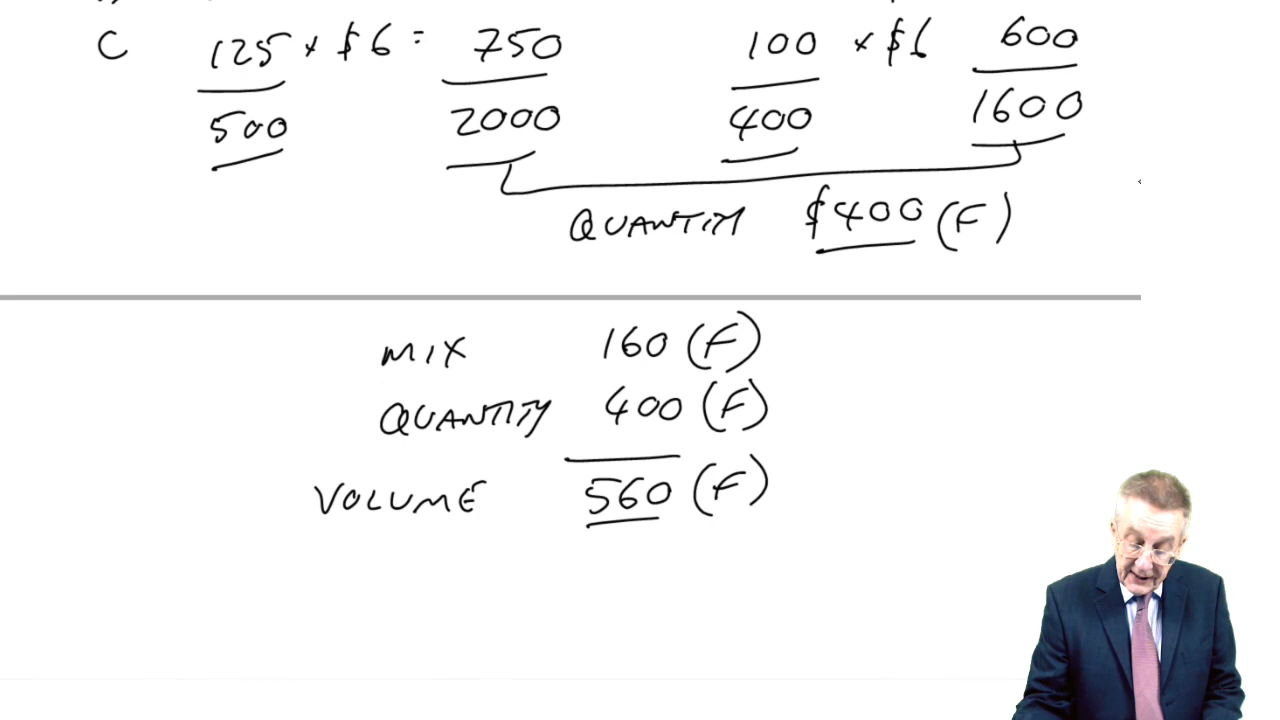 C 125 x $6 = 750 100 x $6 600
500 2000 400 1600
QUANTITY $400 (F)
MIX 160 (F)
QUANTITY 400 (F)
VOLUME 560 (F)